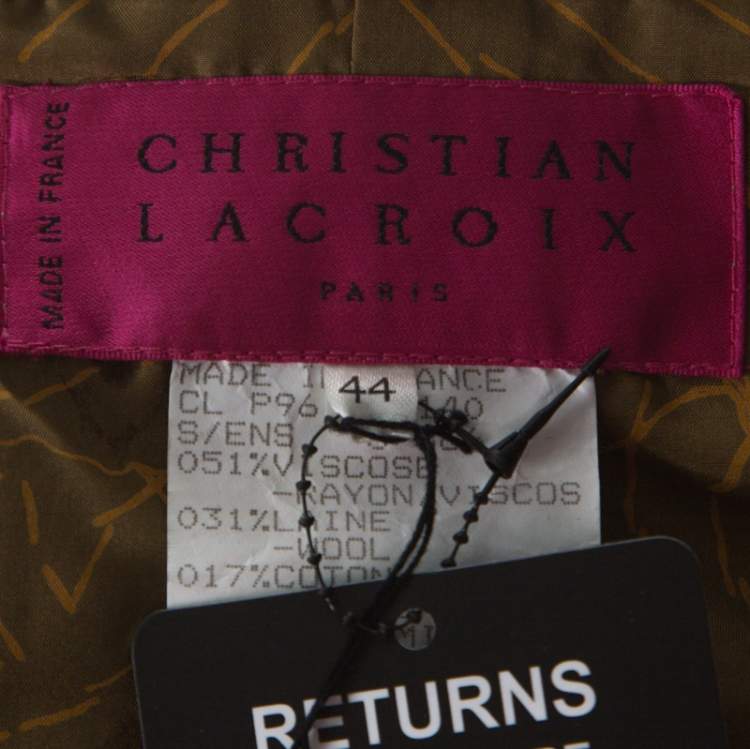 MADE IN FRANCE
CHRISTIAN
LACROIX
PARIS
44
MADE ANCE
CL P96 140
S/ENS
051%VISCOSE
-RAYON/VISCOS
031%LAINE
-WOOL
017%COTON
RETURNS